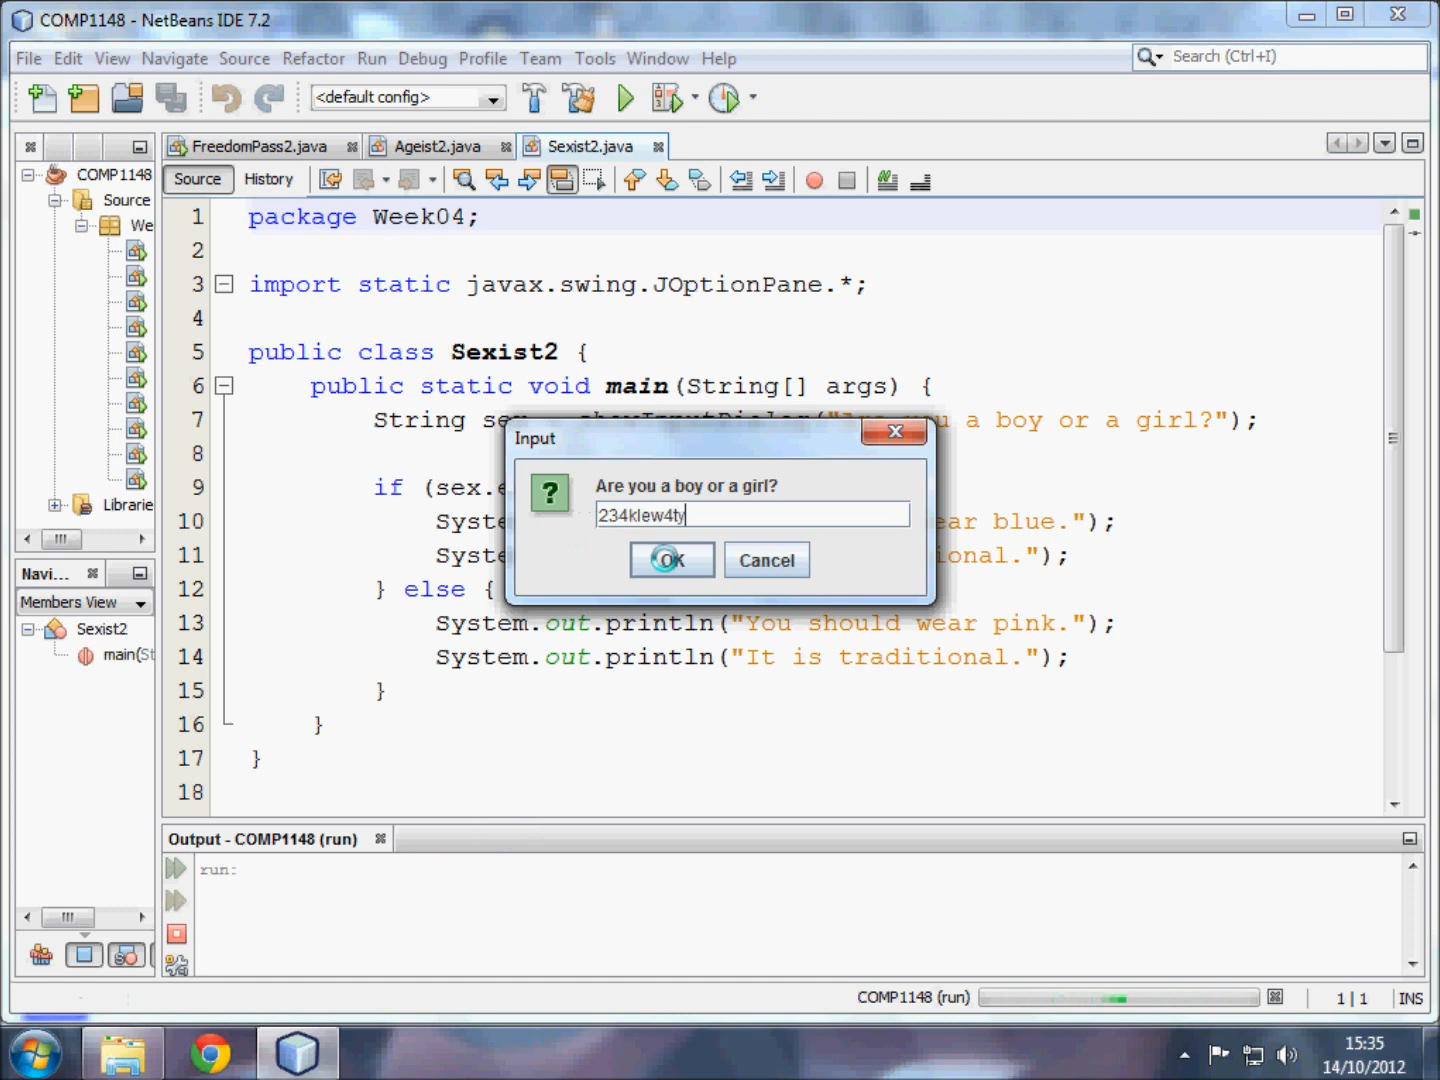 COMP1148 - NetBeans IDE 7.2
File Edit View Navigate Source Refactor Run Debug Profile Team Tools Window Help
Search (Ctrl+I)
<default config>
FreedomPass2.java
Ageist2.java
Sexist2.java
COMP1148
Source
We
Librarie
Source History
1 package Week04;
2
3 import static javax.swing.JOptionPane.*;
4
5 public class Sexist2 {
6 public static void main(String[] args) {
7 String a boy or a girl?");
8
9 if (sex.e
10 Syste ear blue.");
11 Syste ional.");
12 } else {
13 System.out.println("You should wear pink.");
14 System.out.println("It is traditional.");
15 }
16 }
17 }
18
Input
Are you a boy or a girl?
234klew4ty
OK
Cancel
Navi...
Members View
Sexist2
main(St
Output - COMP1148 (run)
run:
COMP1148 (run)
1 | 1 INS
15:35
14/10/2012